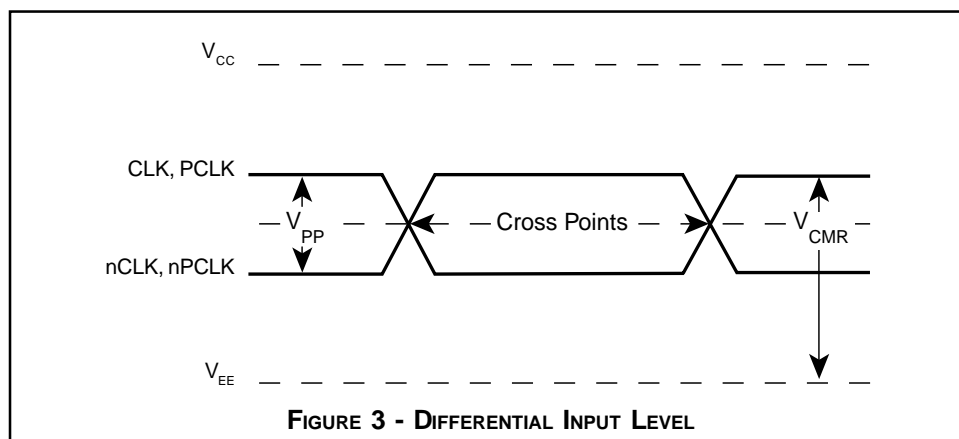 VCC
CLK, PCLK
VPP
Cross Points
VCMR
nCLK, nPCLK
VEE
FIGURE 3 - DIFFERENTIAL INPUT LEVEL